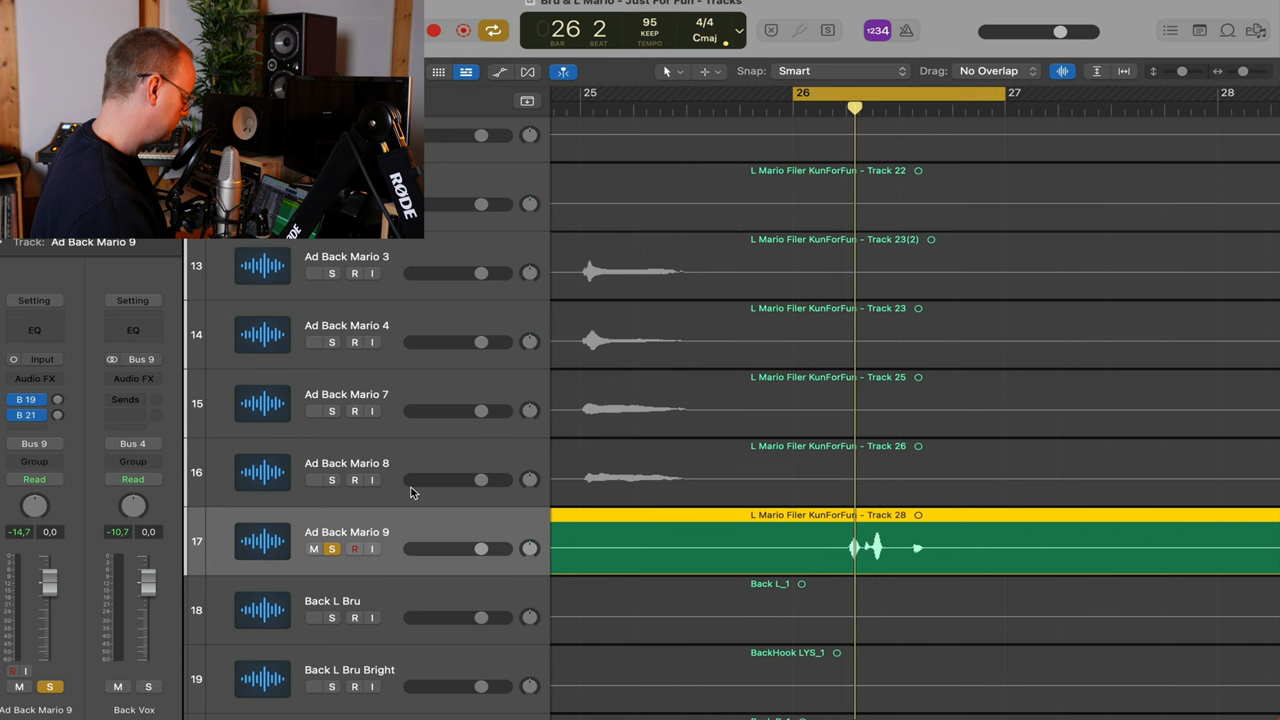 Bru & L Mario - Just For Fun - Tracks
26 2
BAR BEAT
95
KEEP
TEMPO
4/4
Cmaj
1234
Snap: Smart
Drag: No Overlap
25 26 27 28
RØDE
L Mario Filer KunForFun - Track 22
Track: Ad Back Mario 9
13
Ad Back Mario 3
S R I
L Mario Filer KunForFun - Track 23(2)
14
Ad Back Mario 4
S R I
L Mario Filer KunForFun - Track 23
15
Ad Back Mario 7
S R I
L Mario Filer KunForFun - Track 25
16
Ad Back Mario 8
S R I
L Mario Filer KunForFun - Track 26
17
Ad Back Mario 9
M S R I
L Mario Filer KunForFun - Track 28
18
Back L Bru
S R I
Back L_1
19
Back L Bru Bright
S R I
BackHook LYS_1
Setting Setting
EQ EQ
Input Bus 9
Audio FX Audio FX
B 19 Sends
B 21
Bus 9 Bus 4
Group Group
Read Read
-14,7 0,0 -10,7 0,0
R I
M S M S
Ad Back Mario 9 Back Vox